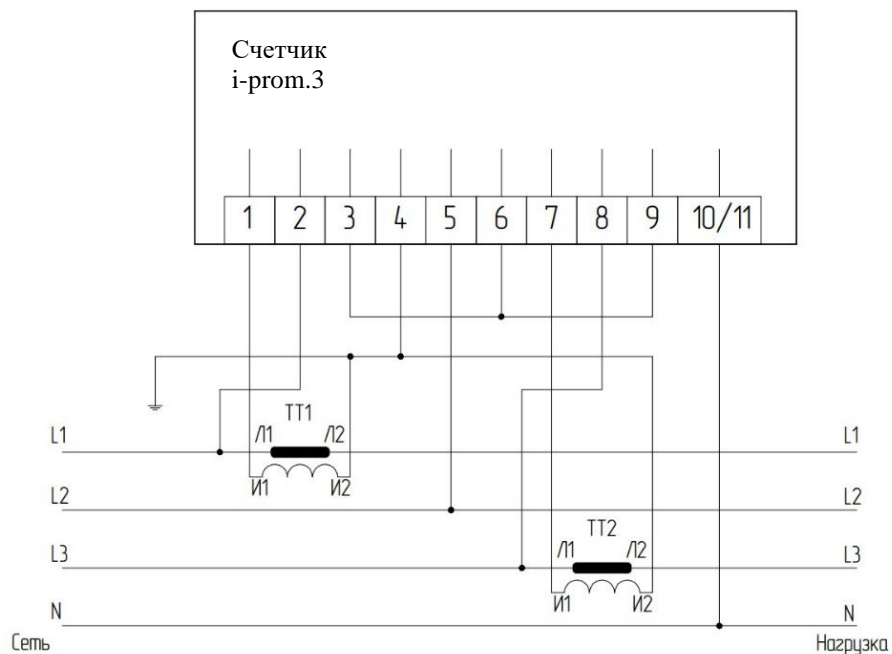 Счетчик
i-prom.3
1 2 3 4 5 6 7 8 9 10/11
ТТ1
L1 Л1 Л2 L1
И1 И2
L2 L2
ТТ2
L3 Л1 Л2 L3
И1 И2
N N
Сеть Нагрузка